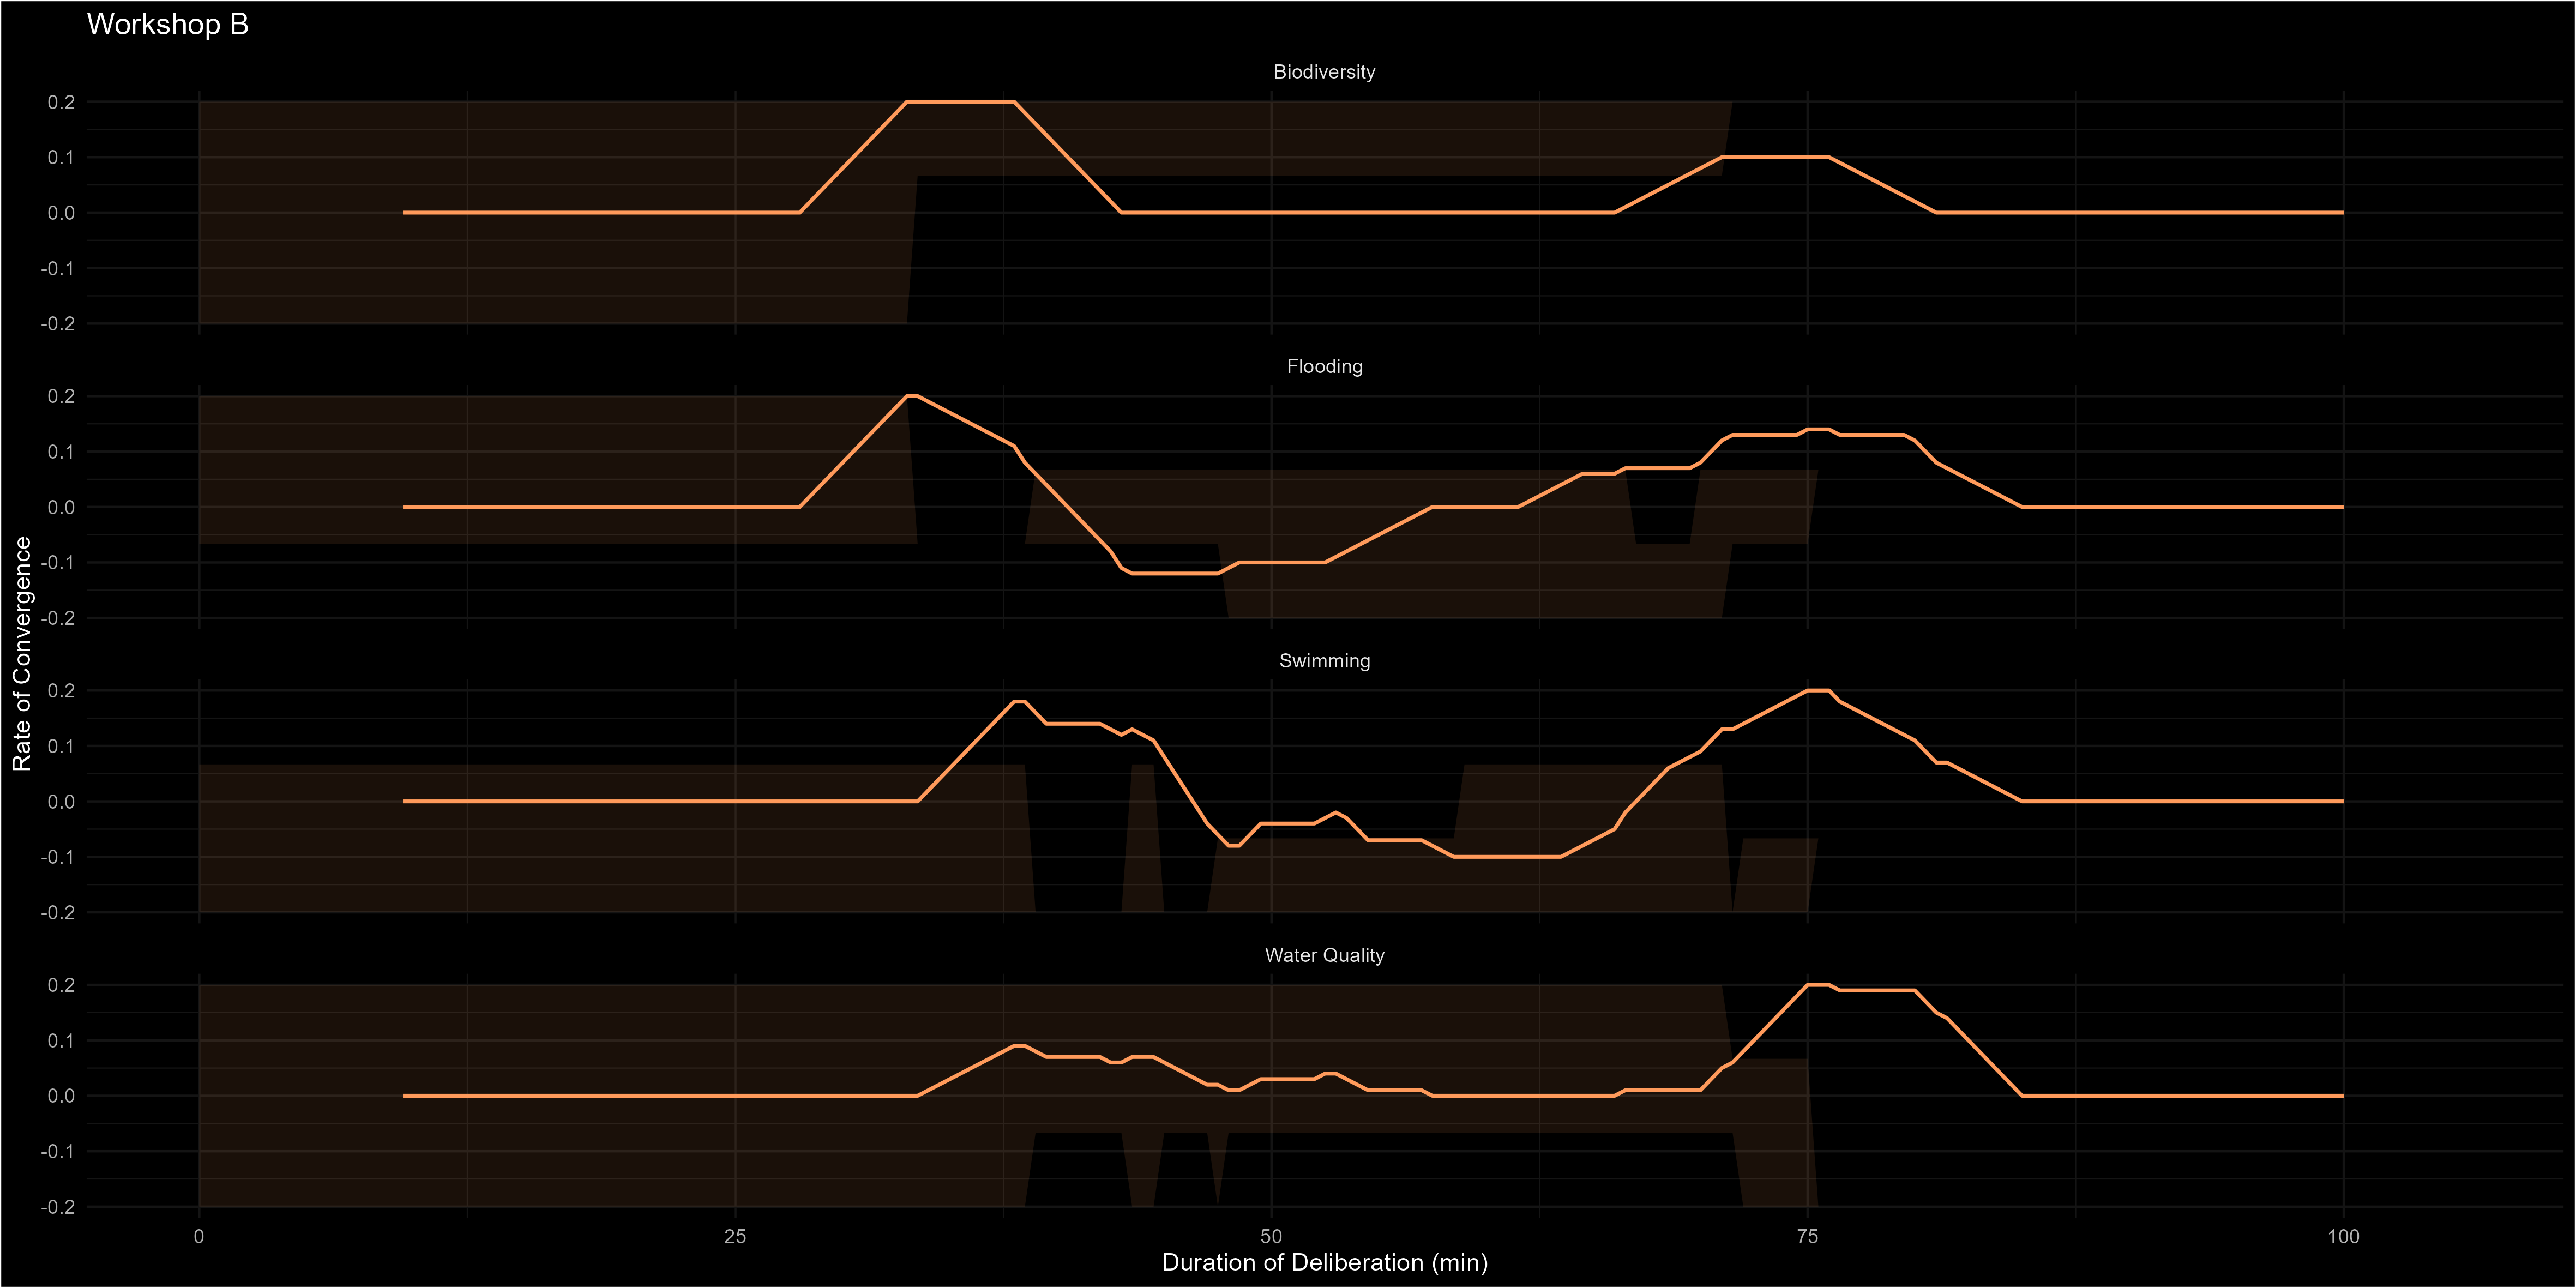 Workshop B
Biodiversity
0.2
0.1
0.0
-0.1
-0.2
Flooding
0.2
0.1
0.0
-0.1
-0.2
Swimming
0.2
0.1
0.0
-0.1
-0.2
Water Quality
0.2
0.1
0.0
-0.1
-0.2
Rate of Convergence
0 25 50 75 100
Duration of Deliberation (min)